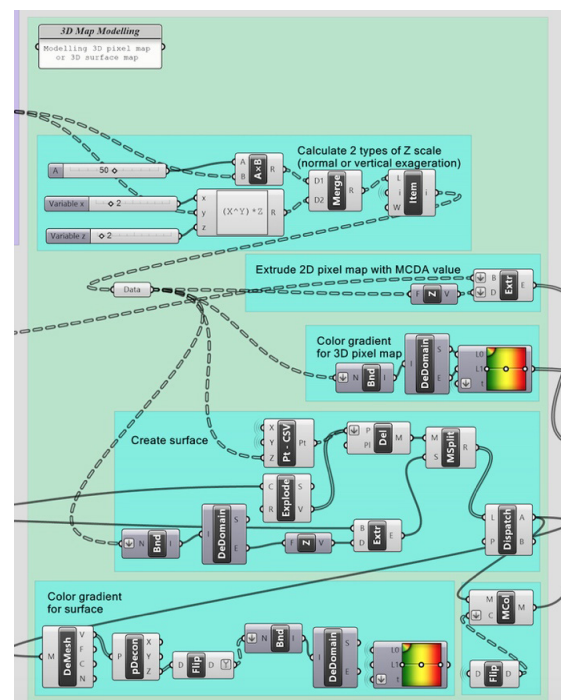 3D Map Modelling
Modelling 3D pixel map
or 3D surface map
Calculate 2 types of Z scale
(normal or vertical exageration)
A 50
A B A×B R
Variable x 2
x y z (X^Y)*Z R
Variable z 2
D1 D2 Merge R
L i W Item i
Data
Extrude 2D pixel map with MCDA value
F Z V
B D Extr E
Color gradient
for 3D pixel map
N Bnd I
I DeDomain S E
L0 L1 t
Create surface
X Y Z Pt - CSV Pt
P Pl Del M
M S MSplit R
C R Explode S V
N Bnd I
I DeDomain S E
F Z V
B D Extr E
L P Dispatch A B
Color gradient
for surface
M DeMesh V F C N
P pDecon X Y Z
D Flip D
N Bnd I
I DeDomain S E
L0 L1 t
M C MCol M
D Flip D